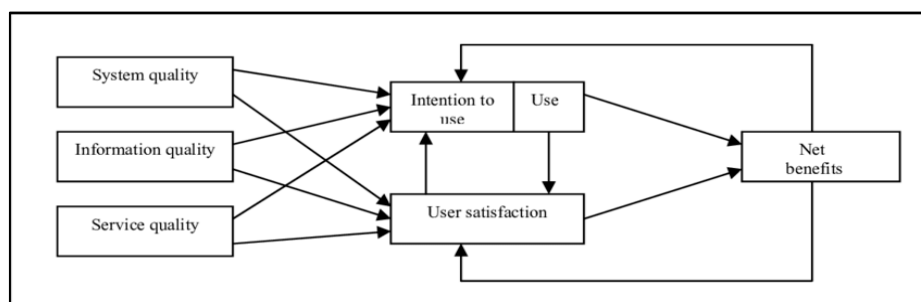 System quality
Information quality
Service quality
Intention to
use
Use
User satisfaction
Net
benefits